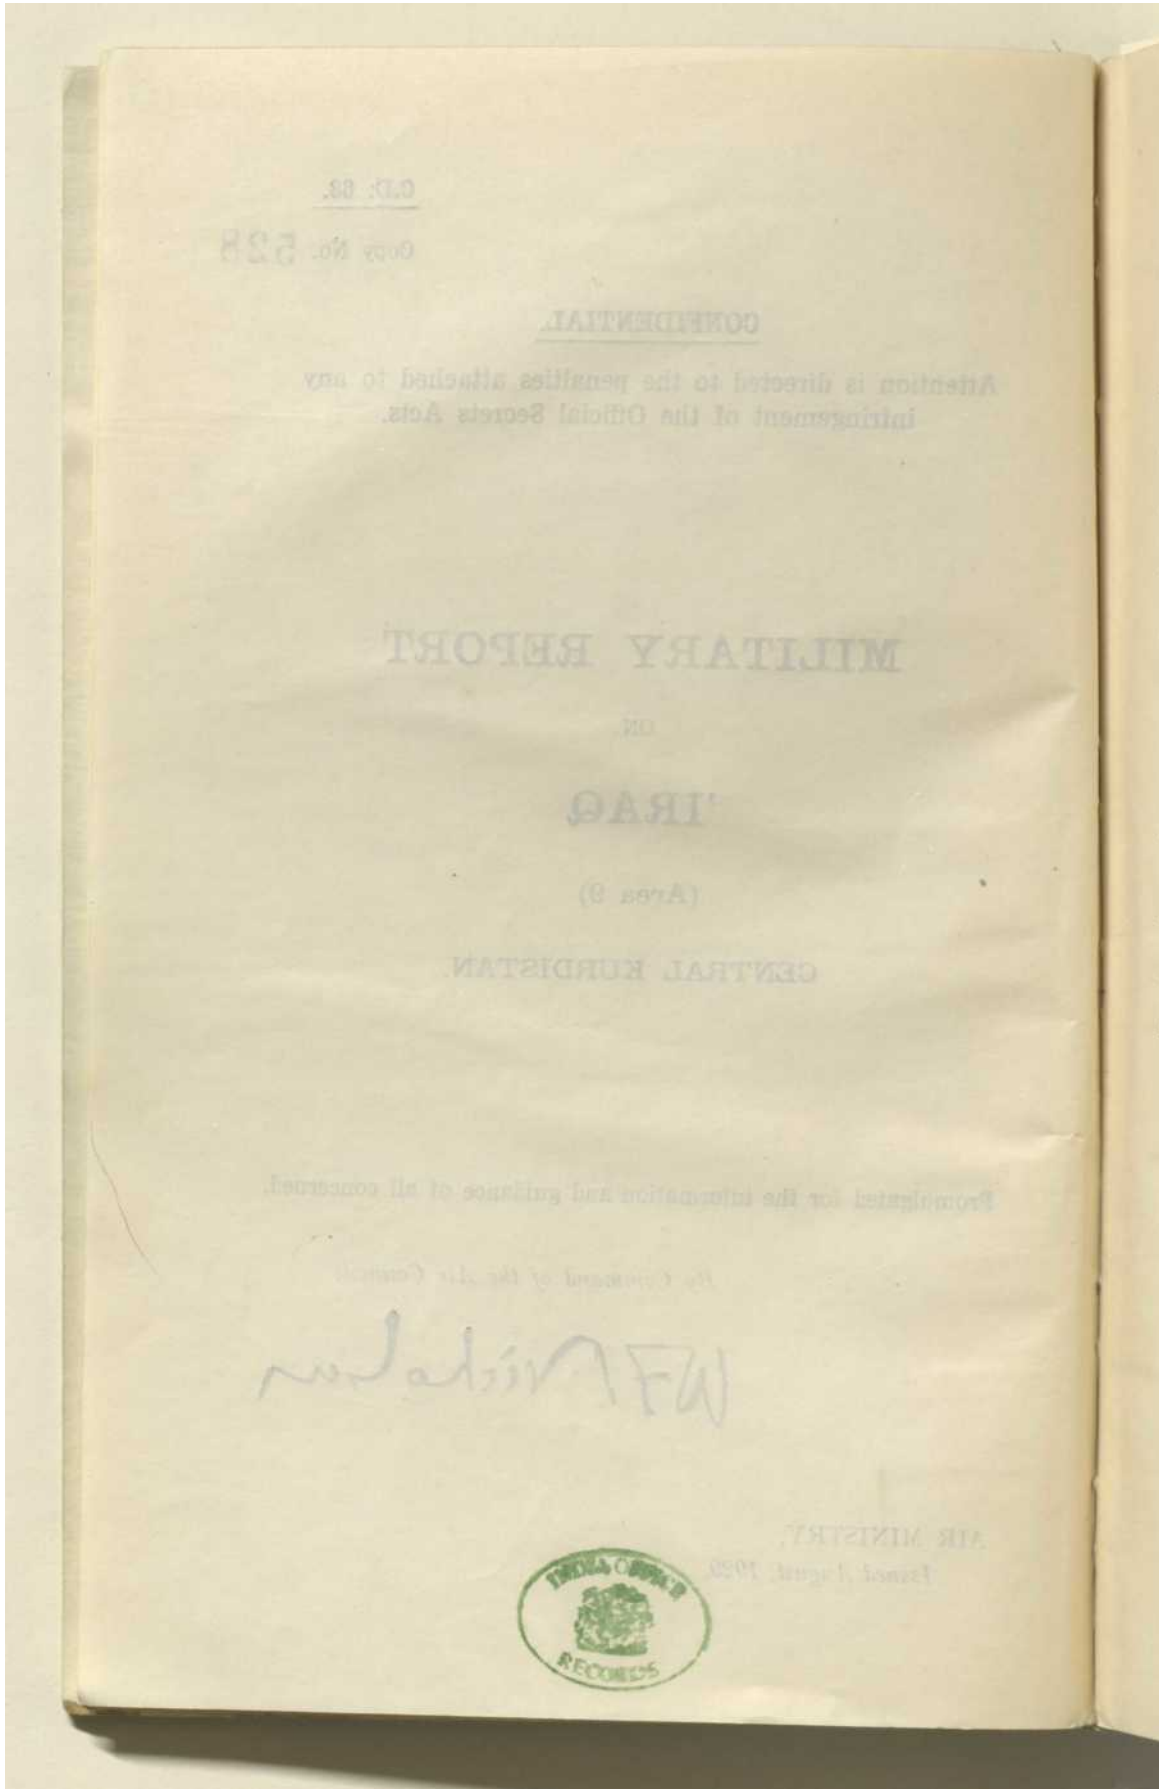 C.D. 63.
Copy No. 528
CONFIDENTIAL.
Attention is directed to the penalties attached to any
infringement of the Official Secrets Acts.
MILITARY REPORT
ON
'IRAQ
(Area 9)
CENTRAL KURDISTAN.
Promulgated for the information and guidance of all concerned.
By Command of the Air Council.
AIR MINISTRY,
Issued August, 1929.
INDIA OFFICE
RECORDS